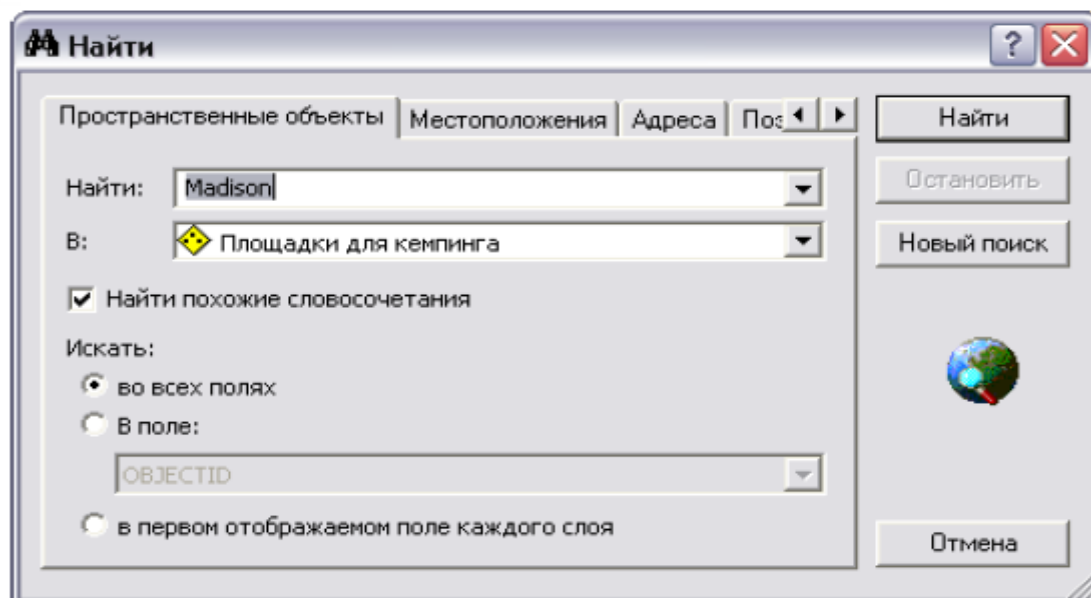 Найти
Пространственные объекты Местоположения Адреса Поз
Найти
Найти: Madison
Остановить
В: Площадки для кемпинга
Новый поиск
Найти похожие словосочетания
Искать:
во всех полях
В поле:
OBJECTID
в первом отображаемом поле каждого слоя
Отмена